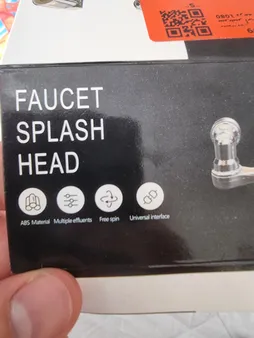 FAUCET
SPLASH
HEAD
ABS Material
Multiple effluents
Free spin
Universal interface